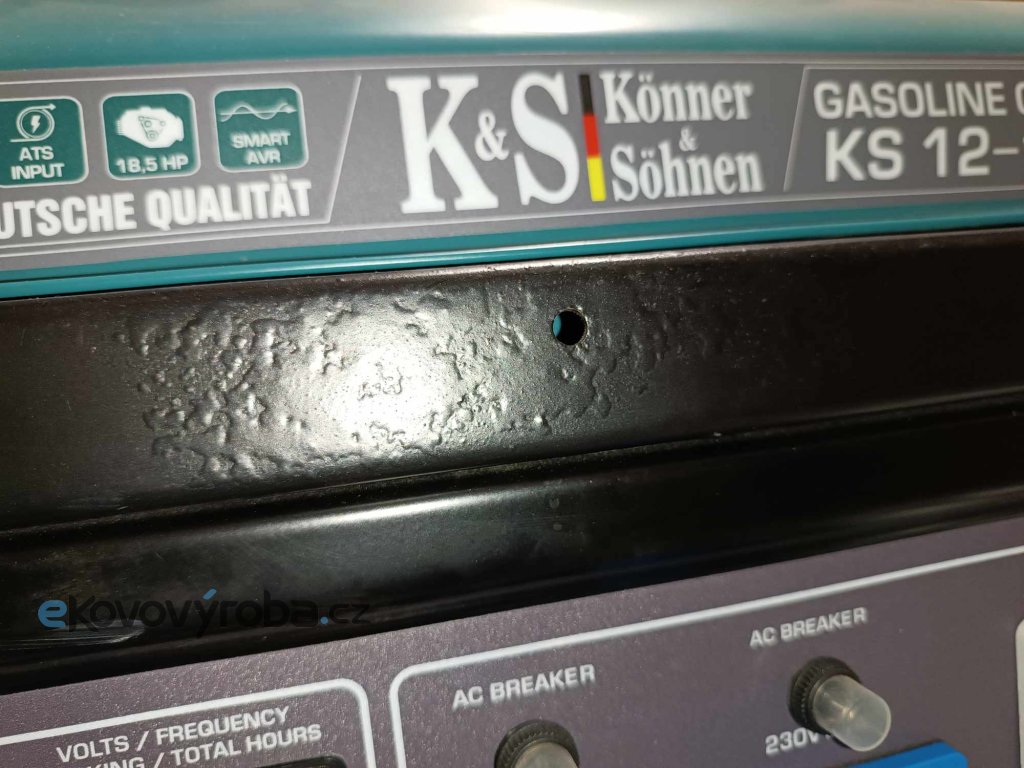 ATS
INPUT
18,5 HP
SMART
AVR
UTSCHE QUALITÄT
K&S
Könner
&
Söhnen
GASOLINE
KS 12-
ekovovýroba.cz
AC BREAKER
AC BREAKER
230V
VOLTS / FREQUENCY
KING / TOTAL HOURS